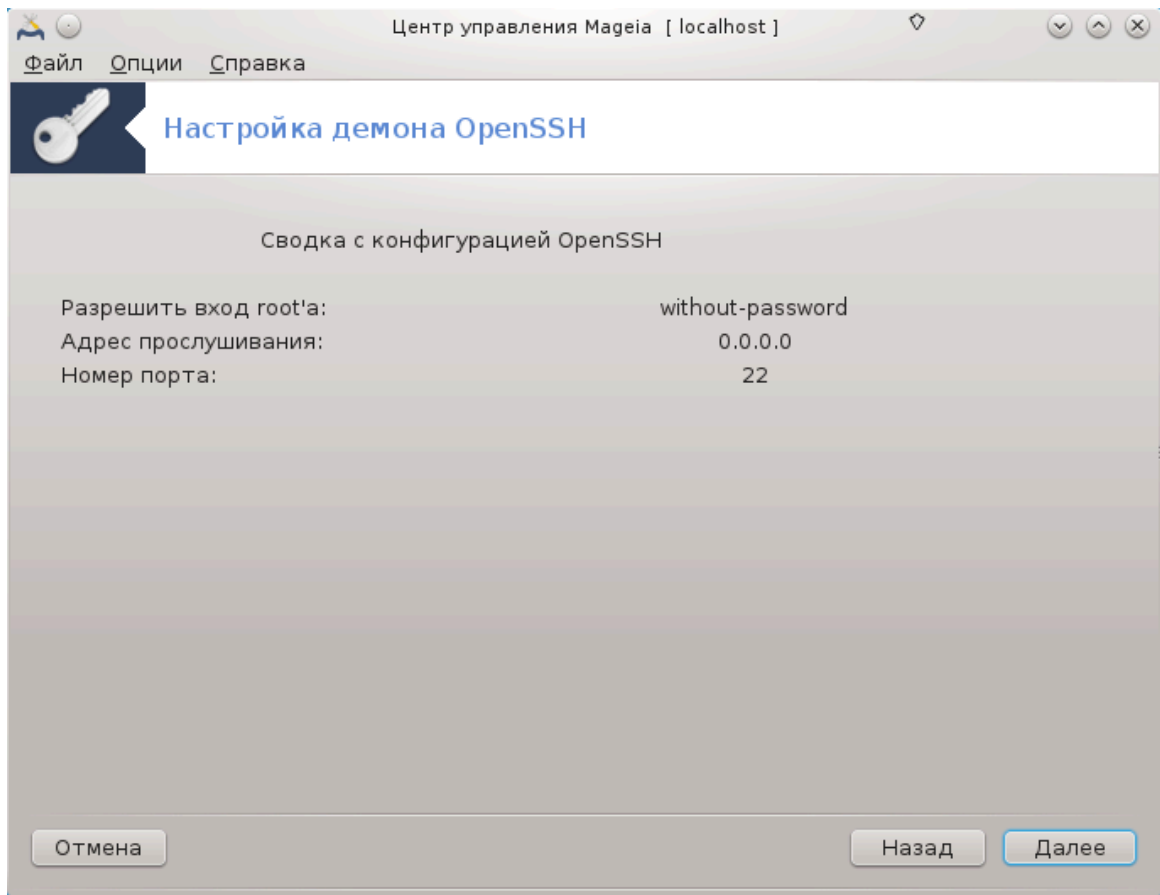 Центр управления Mageia [ localhost ]
Файл Опции Справка
Настройка демона OpenSSH
Сводка с конфигурацией OpenSSH
Разрешить вход root'а: without-password
Адрес прослушивания: 0.0.0.0
Номер порта: 22
Отмена Назад Далее